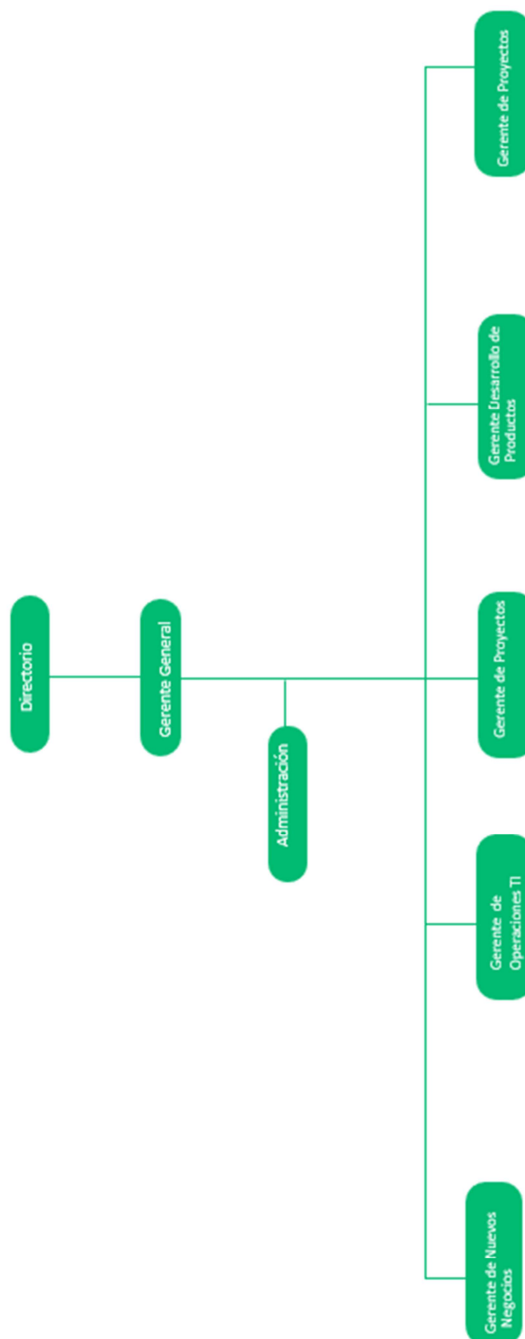 Directorio
Gerente General
Administración
Gerente de Nuevos
Negocios
Gerente de
Operaciones TI
Gerente de Proyectos
Gerente Desarrollo de
Productos
Gerente de Proyectos